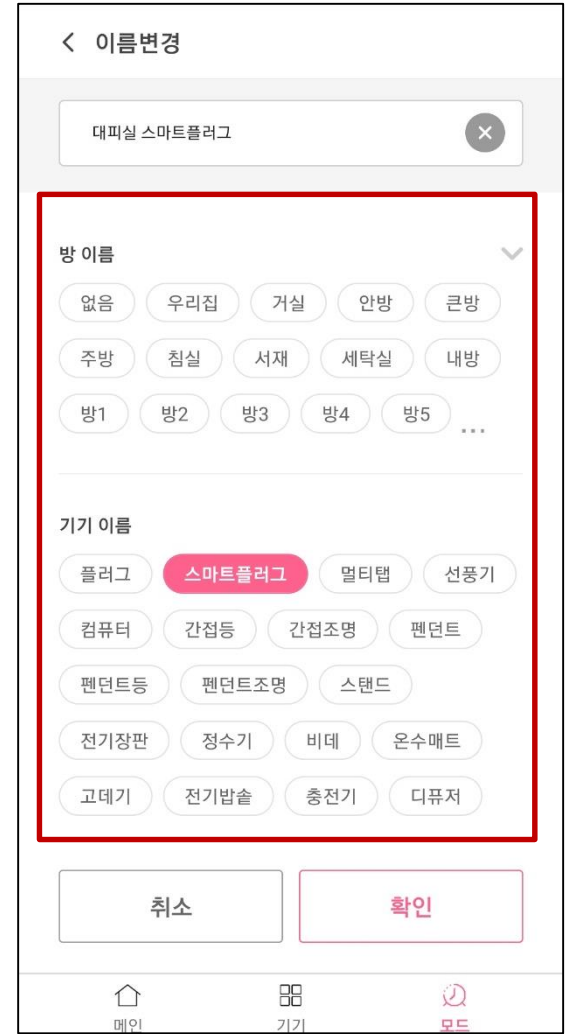 이름변경
대피실 스마트플러그
방 이름
없음 우리집 거실 안방 큰방
주방 침실 서재 세탁실 내방
방1 방2 방3 방4 방5 ...
기기 이름
플러그 스마트플러그 멀티탭 선풍기
컴퓨터 간접등 간접조명 펜던트
펜던트등 펜던트조명 스탠드
전기장판 정수기 비데 온수매트
고데기 전기밥솥 충전기 디퓨저
취소 확인
메인 기기 모드